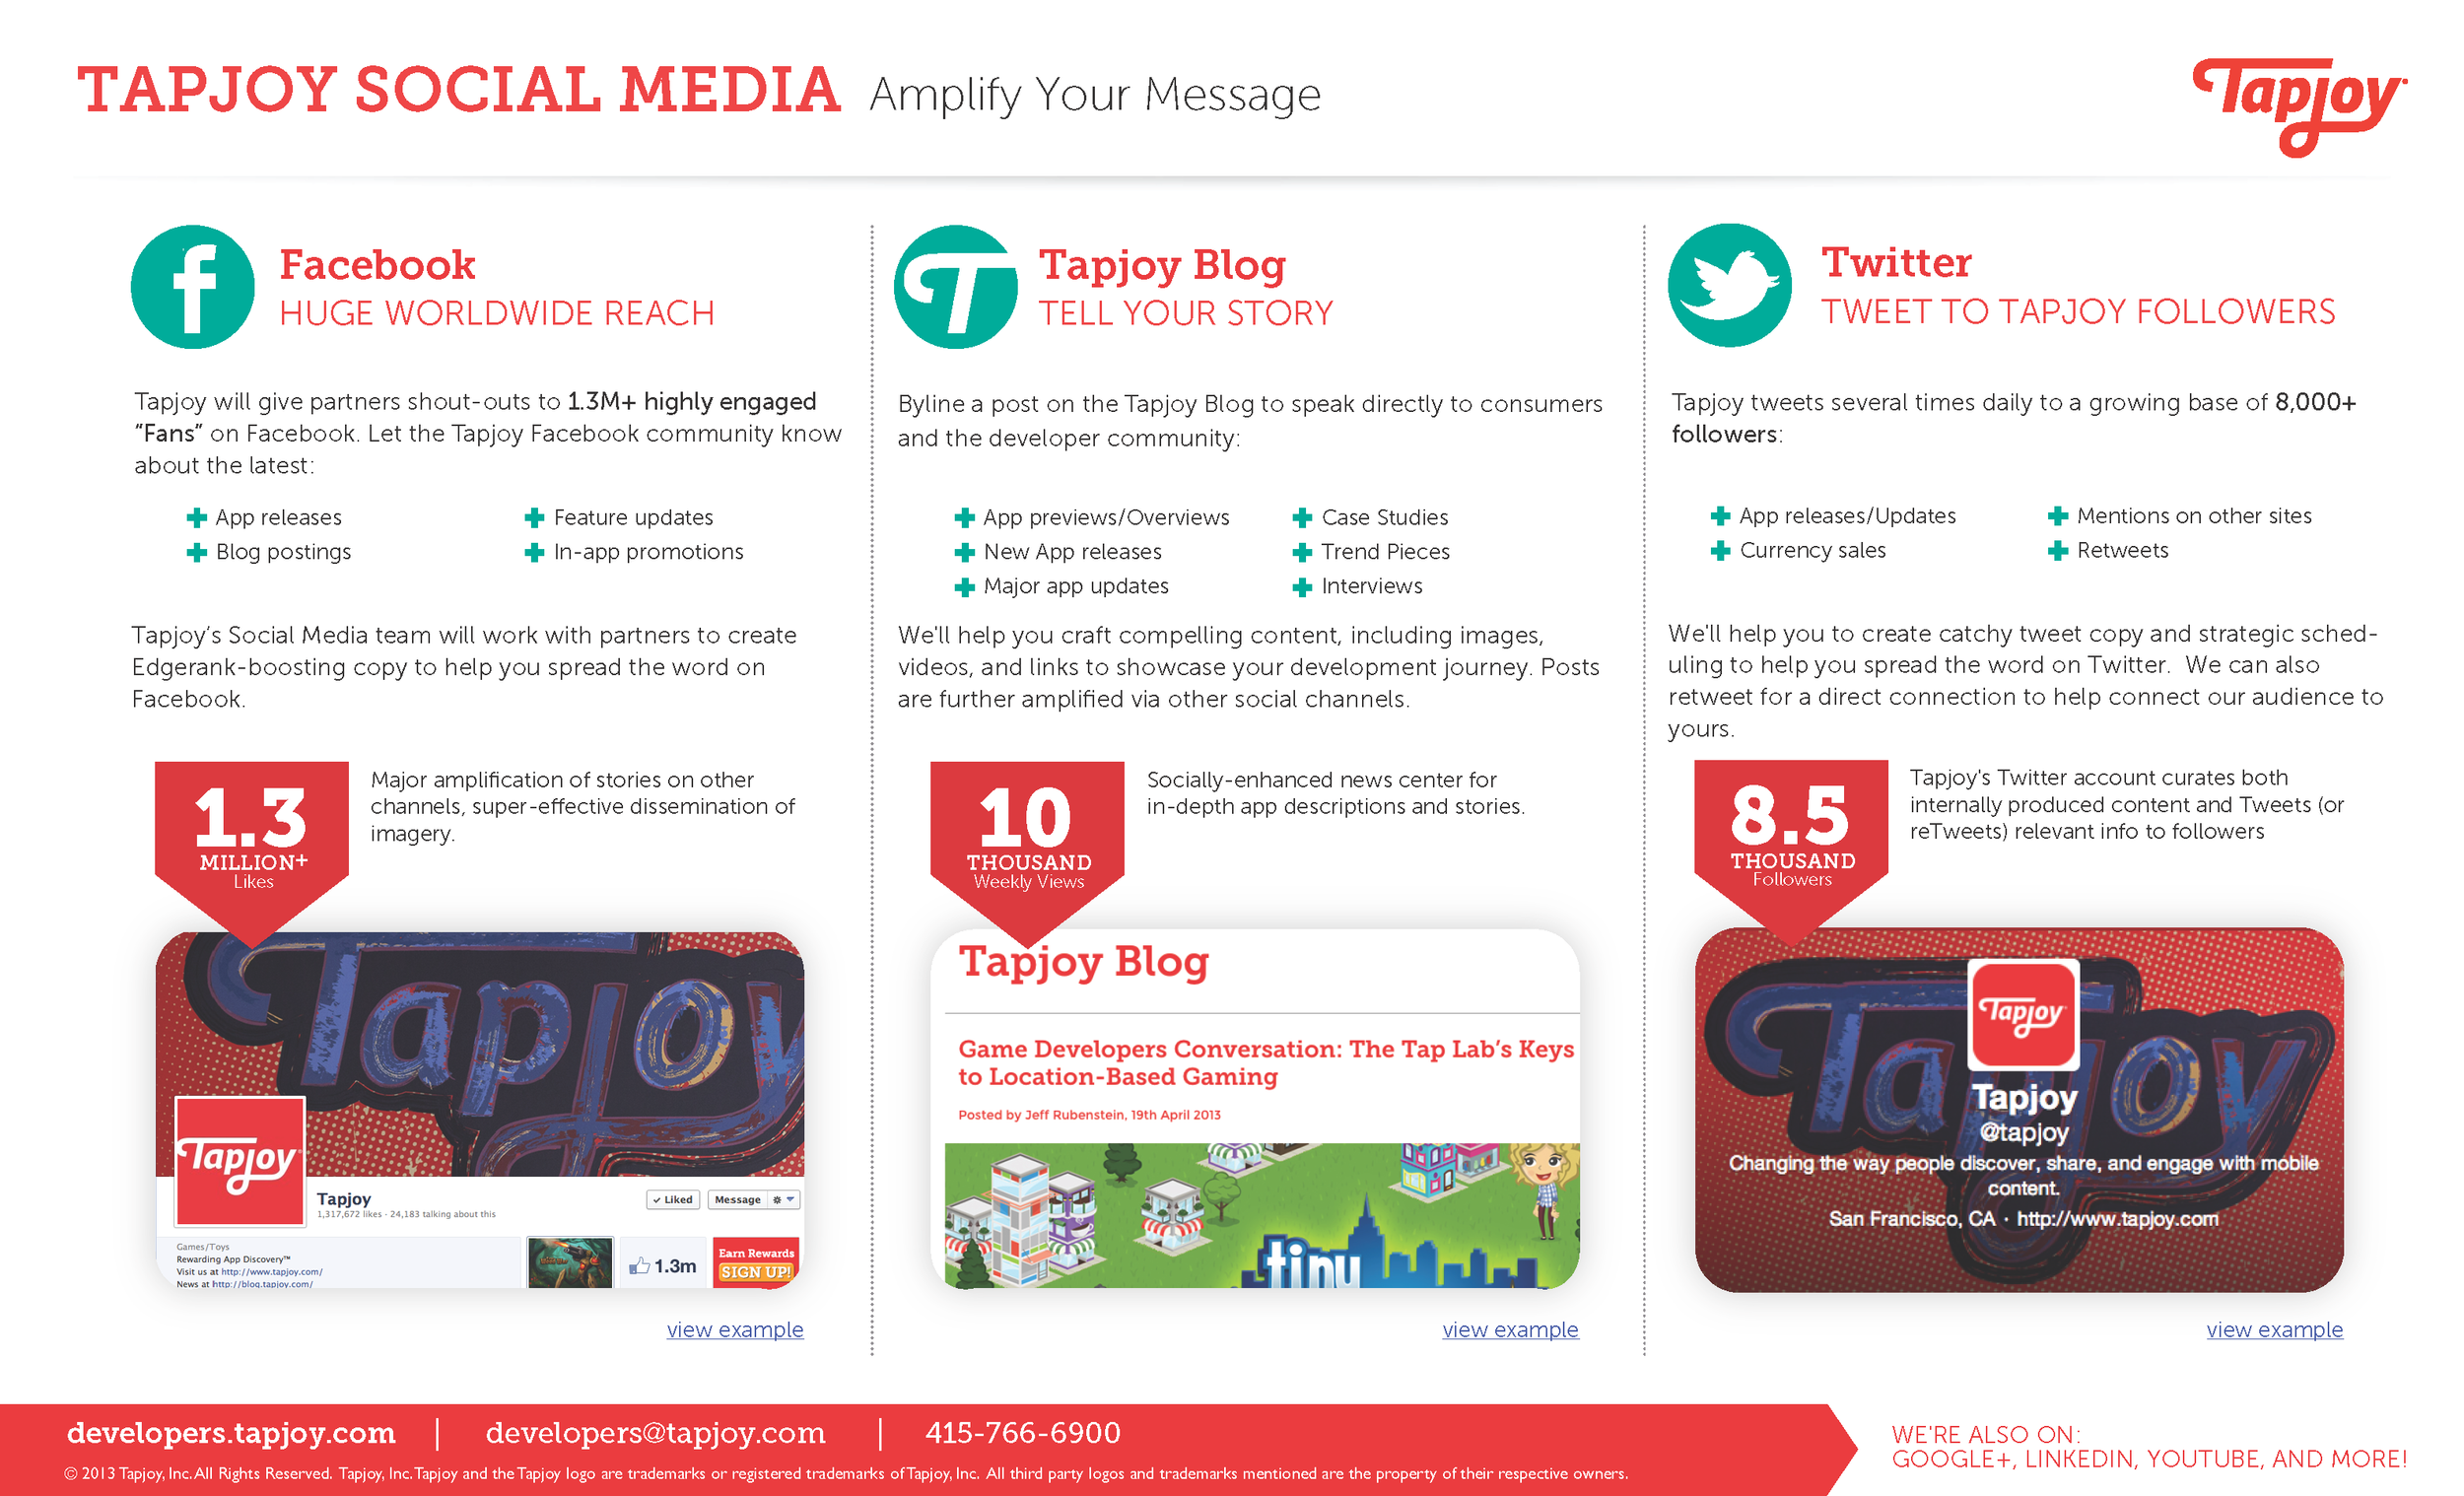 TAPJOY SOCIAL MEDIA Amplify Your Message
Tapjoy
Facebook
HUGE WORLDWIDE REACH
Tapjoy will give partners shout-outs to 1.3M+ highly engaged
"Fans" on Facebook. Let the Tapjoy Facebook community know
about the latest:
App releases
Blog postings
Feature updates
In-app promotions
Tapjoy's Social Media team will work with partners to create
Edgerank-boosting copy to help you spread the word on
Facebook.
1.3
MILLION+
Likes
Major amplification of stories on other
channels, super-effective dissemination of
imagery.
Tapjoy
Tapjoy
Tapjoy
1,317,672 likes · 24,183 talking about this
Liked
Message
Games/Toys
Rewarding App Discovery™
Visit us at http://www.tapjoy.com/
News at http://blog.tapjoy.com/
1.3m
Earn Rewards
SIGN UP!
view example
Tapjoy Blog
TELL YOUR STORY
Byline a post on the Tapjoy Blog to speak directly to consumers
and the developer community:
App previews/Overviews
New App releases
Major app updates
Case Studies
Trend Pieces
Interviews
We'll help you craft compelling content, including images,
videos, and links to showcase your development journey. Posts
are further amplified via other social channels.
10
THOUSAND
Weekly Views
Socially-enhanced news center for
in-depth app descriptions and stories.
Tapjoy Blog
Game Developers Conversation: The Tap Lab's Keys
to Location-Based Gaming
Posted by Jeff Rubenstein, 19th April 2013
tiny
view example
Twitter
TWEET TO TAPJOY FOLLOWERS
Tapjoy tweets several times daily to a growing base of 8,000+
followers:
App releases/Updates
Currency sales
Mentions on other sites
Retweets
We'll help you to create catchy tweet copy and strategic sched-
uling to help you spread the word on Twitter.  We can also
retweet for a direct connection to help connect our audience to
yours.
8.5
THOUSAND
Followers
Tapjoy's Twitter account curates both
internally produced content and Tweets (or
reTweets) relevant info to followers
Tapjoy
Tapjoy
Tapjoy
@tapjoy
Changing the way people discover, share, and engage with mobile
content.
San Francisco, CA · http://www.tapjoy.com
view example
developers.tapjoy.com | developers@tapjoy.com | 415-766-6900
© 2013 Tapjoy, Inc. All Rights Reserved. Tapjoy, Inc. Tapjoy and the Tapjoy logo are trademarks or registered trademarks of Tapjoy, Inc. All third party logos and trademarks mentioned are the property of their respective owners.
WE'RE ALSO ON:
GOOGLE+, LINKEDIN, YOUTUBE, AND MORE!